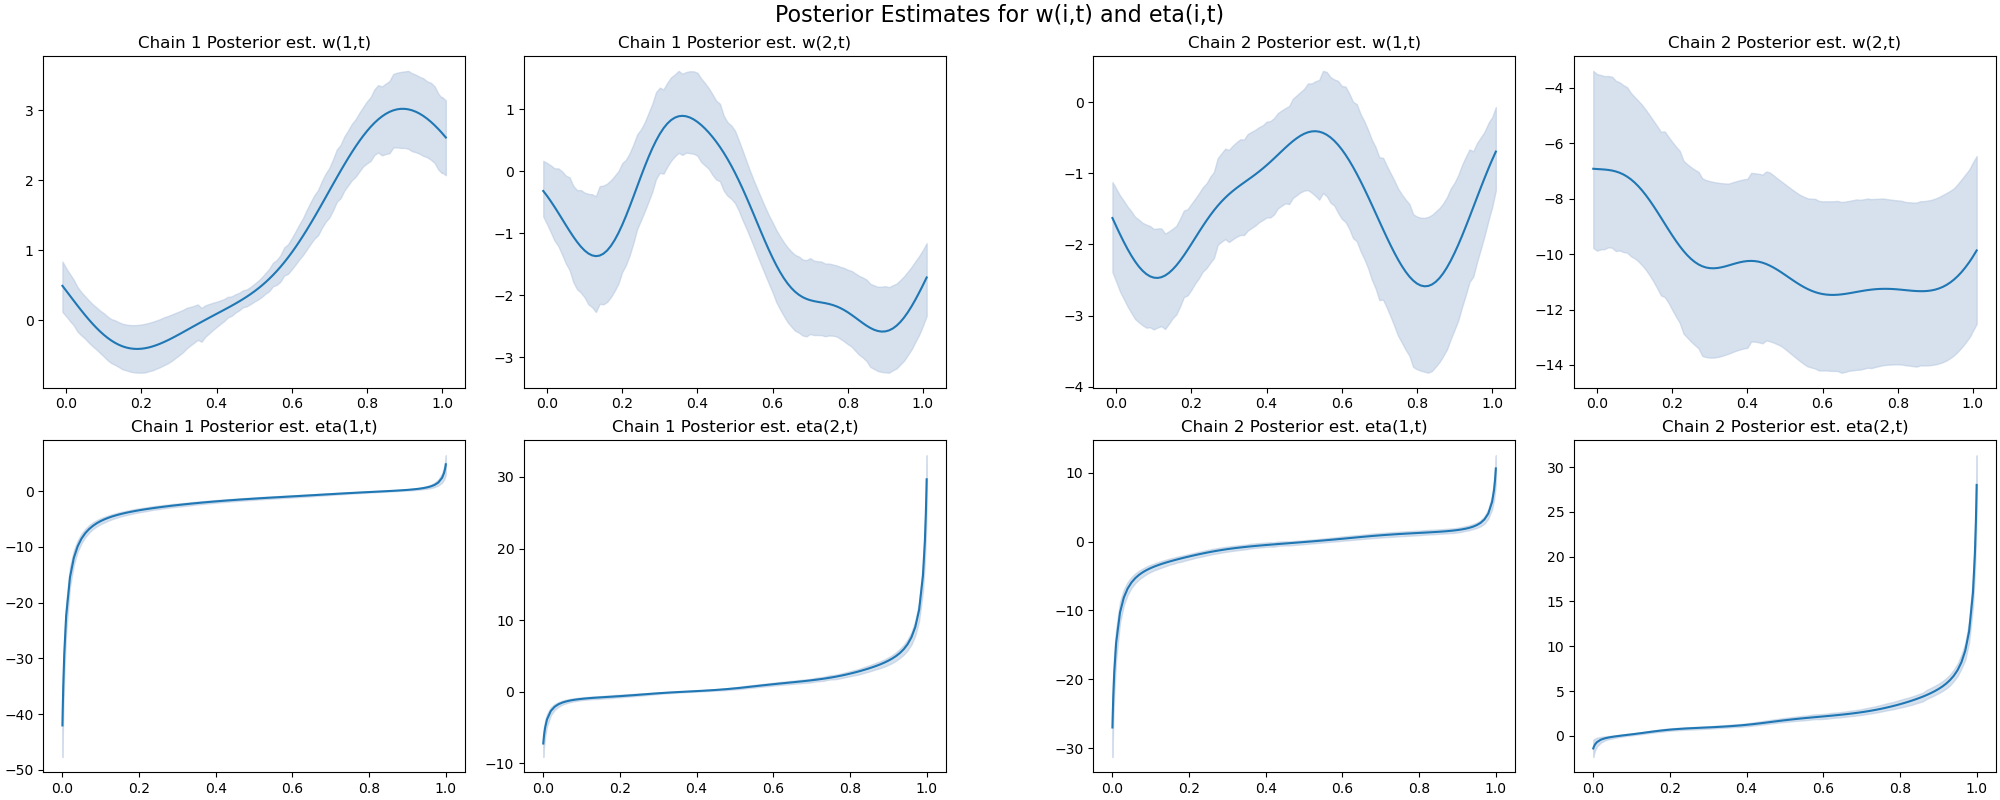 Posterior Estimates for w(i,t) and eta(i,t)
Chain 1 Posterior est. w(1,t)
3
2
1
0
0.0 0.2 0.4 0.6 0.8 1.0
Chain 1 Posterior est. w(2,t)
1
0
−1
−2
−3
0.0 0.2 0.4 0.6 0.8 1.0
Chain 2 Posterior est. w(1,t)
0
−1
−2
−3
−4
0.0 0.2 0.4 0.6 0.8 1.0
Chain 2 Posterior est. w(2,t)
−4
−6
−8
−10
−12
−14
0.0 0.2 0.4 0.6 0.8 1.0
Chain 1 Posterior est. eta(1,t)
0
−10
−20
−30
−40
−50
0.0 0.2 0.4 0.6 0.8 1.0
Chain 1 Posterior est. eta(2,t)
30
20
10
0
−10
0.0 0.2 0.4 0.6 0.8 1.0
Chain 2 Posterior est. eta(1,t)
10
0
−10
−20
−30
0.0 0.2 0.4 0.6 0.8 1.0
Chain 2 Posterior est. eta(2,t)
30
25
20
15
10
5
0
0.0 0.2 0.4 0.6 0.8 1.0